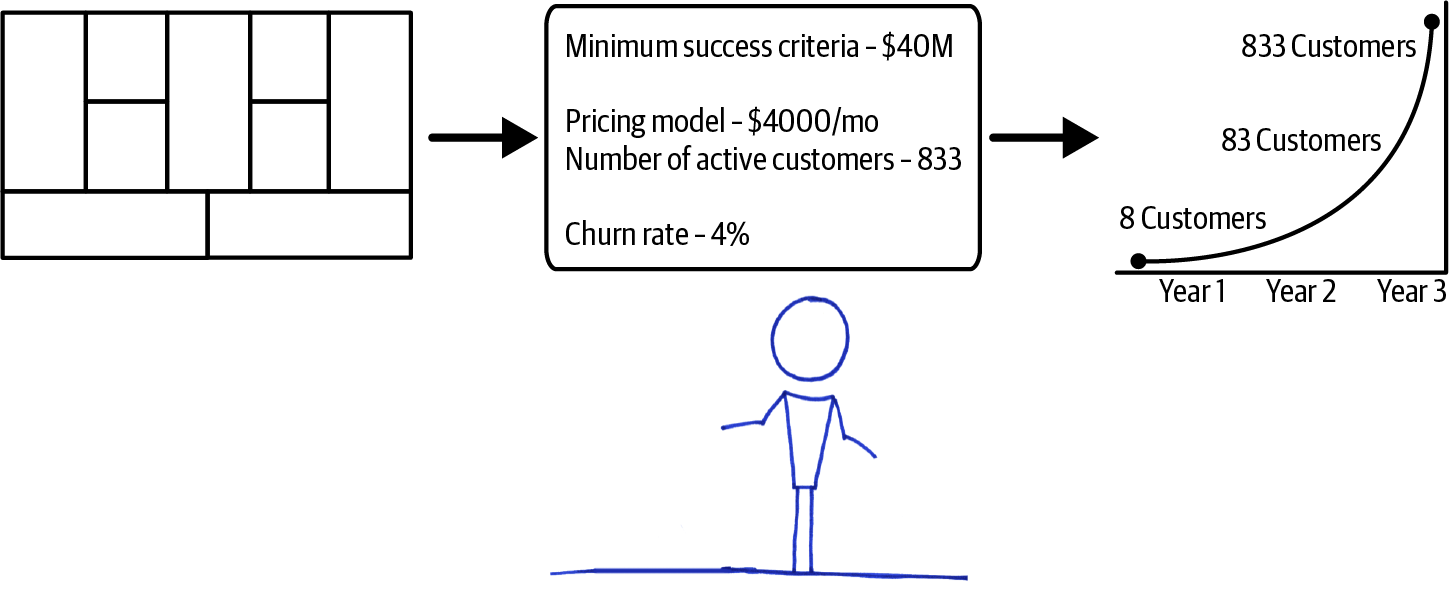 Minimum success criteria – $40M
Pricing model – $4000/mo
Number of active customers – 833
Churn rate – 4%
833 Customers
83 Customers
8 Customers
Year 1 Year 2 Year 3